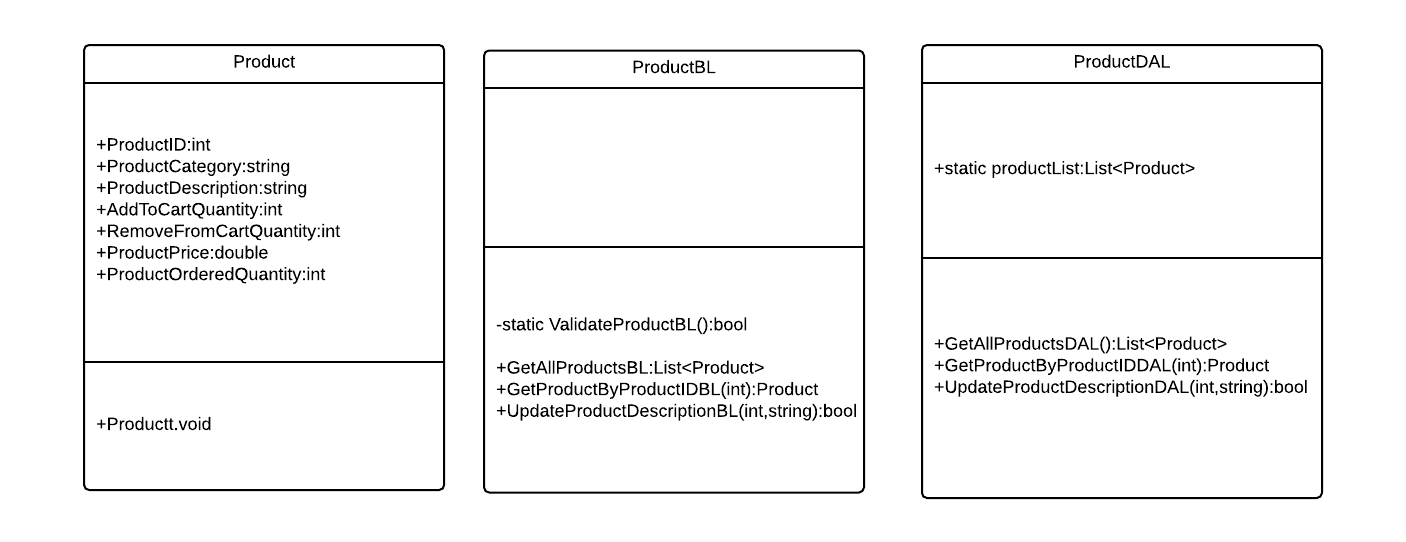 Product
+ProductID:int
+ProductCategory:string
+ProductDescription:string
+AddToCartQuantity:int
+RemoveFromCartQuantity:int
+ProductPrice:double
+ProductOrderedQuantity:int
+Productt.void
ProductBL
-static ValidateProductBL():bool
+GetAllProductsBL:List<Product>
+GetProductByProductIDBL(int):Product
+UpdateProductDescriptionBL(int,string):bool
ProductDAL
+static productList:List<Product>
+GetAllProductsDAL():List<Product>
+GetProductByProductIDDAL(int):Product
+UpdateProductDescriptionDAL(int,string):bool